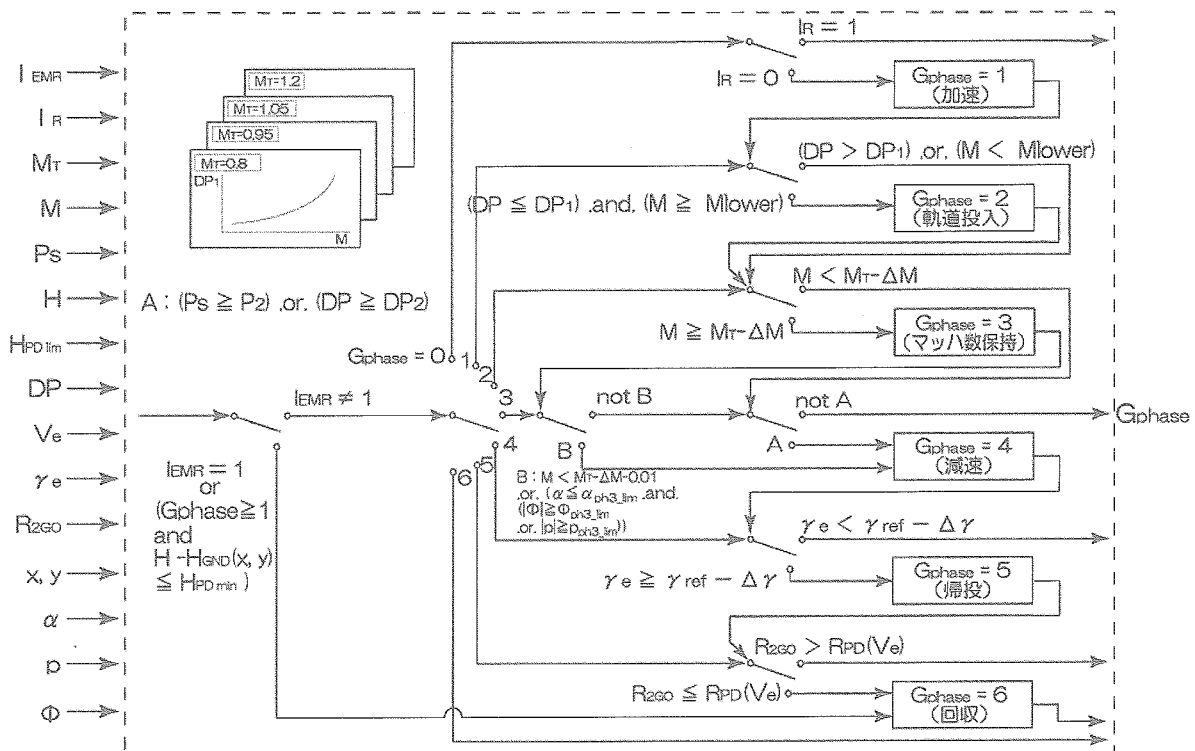 I EMR
I R
MT
M
Ps
H
HPD lim
DP
Ve
γe
R2GO
x, y
α
p
Φ
MT=1.2
MT=1.05
MT=0.95
MT=0.8
DP1
M
A : (Ps ≧ P2) .or. (DP ≧ DP2)
IR = 1
IR = 0
Gphase = 1
(加速)
(DP > DP1) .or. (M < Mlower)
(DP ≦ DP1) .and. (M ≧ Mlower)
Gphase = 2
(軌道投入)
M < MT-ΔM
M ≧ MT-ΔM
Gphase = 3
(マッハ数保持)
Gphase = 0
1
2
3
4
5
6
IEMR ≠ 1
not B
B
not A
A
Gphase
Gphase = 4
(減速)
IEMR = 1
or
(Gphase≧1
and
H -HGND(x, y)
≦ HPD min )
B : M < MT-ΔM-0.01
.or. ( α ≦ αph3_lim .and.
(|Φ|≧Φph3_lim
.or. |p|≧pph3_lim))
γe < γref − Δγ
γe ≧ γref − Δγ
Gphase = 5
(帰投)
R2GO > RPD(Ve)
R2GO ≦ RPD(Ve)
Gphase = 6
(回収)